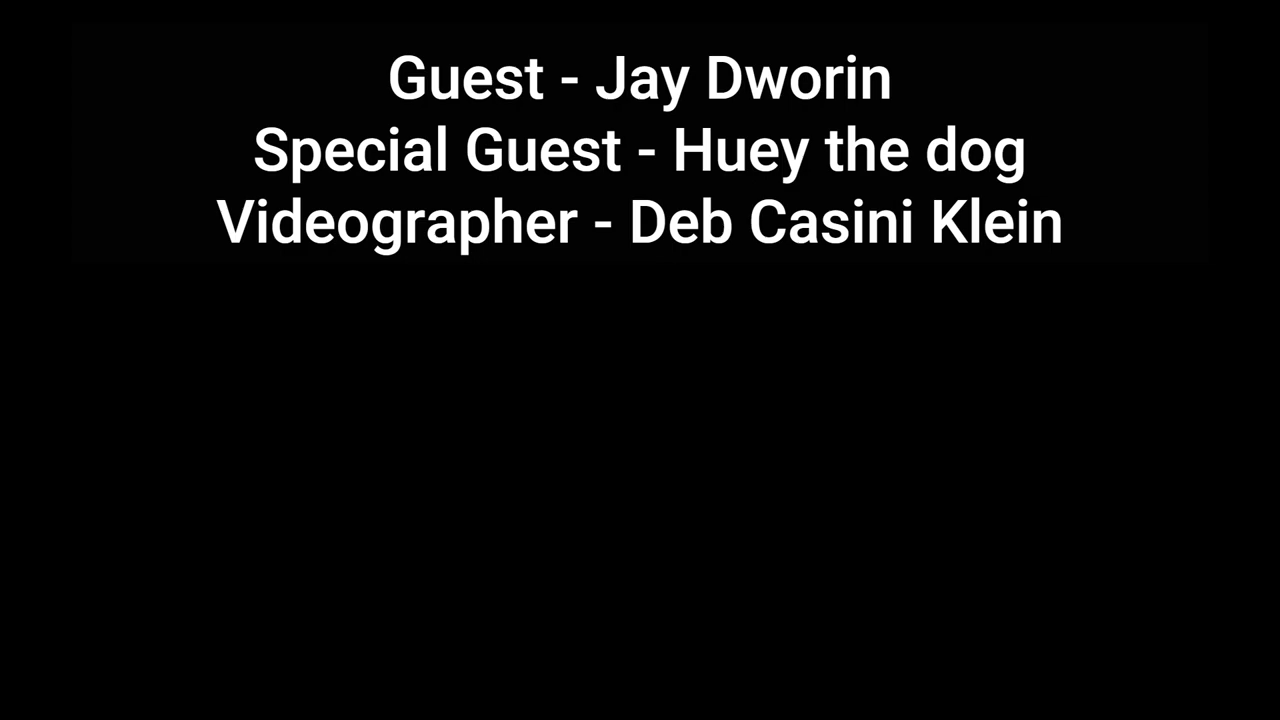 Guest - Jay Dworin
Special Guest - Huey the dog
Videographer - Deb Casini Klein